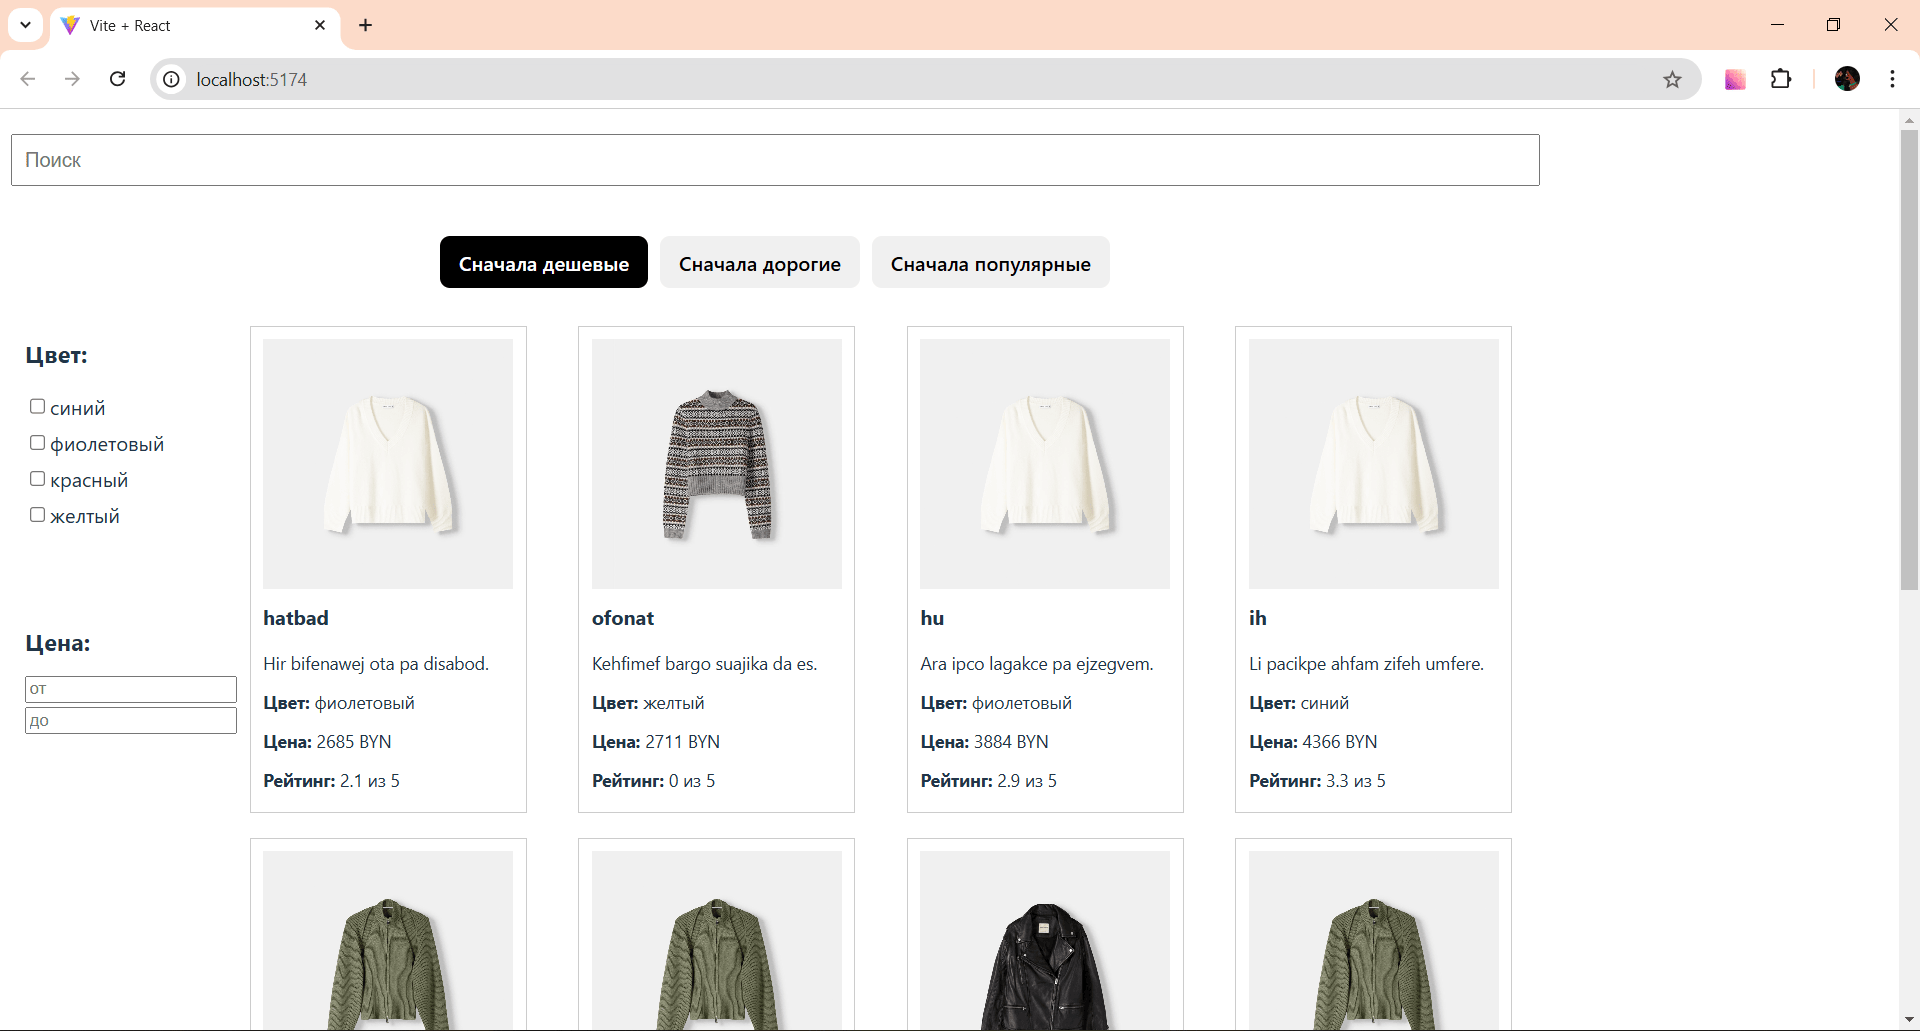 Vite + React
localhost:5174
Поиск
Сначала дешевые
Сначала дорогие
Сначала популярные
Цвет:
синий
фиолетовый
красный
желтый
Цена:
от
до
hatbad
Hir bifenawej ota pa disabod.
Цвет: фиолетовый
Цена: 2685 BYN
Рейтинг: 2.1 из 5
ofonat
Kehfimef bargo suajika da es.
Цвет: желтый
Цена: 2711 BYN
Рейтинг: 0 из 5
hu
Ara ipco lagakce pa ejzegvem.
Цвет: фиолетовый
Цена: 3884 BYN
Рейтинг: 2.9 из 5
ih
Li pacikpe ahfam zifeh umfere.
Цвет: синий
Цена: 4366 BYN
Рейтинг: 3.3 из 5